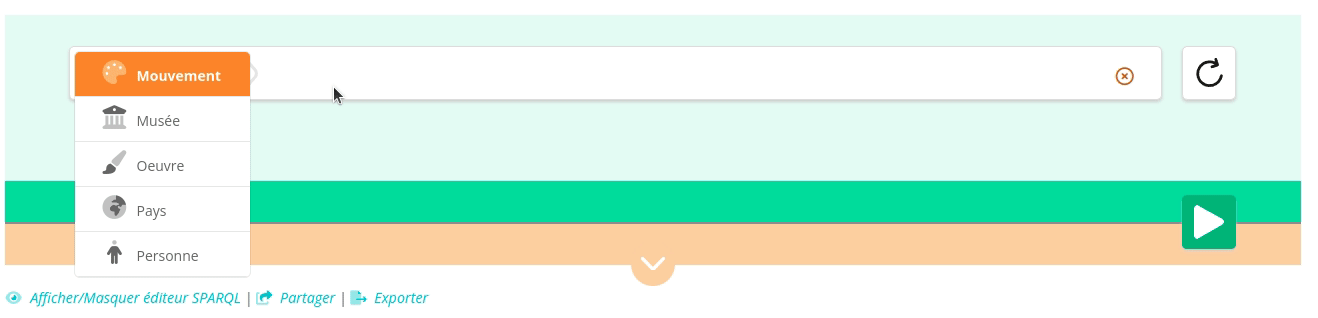 Mouvement
Musée
Oeuvre
Pays
Personne
Afficher/Masquer éditeur SPARQL | Partager | Exporter